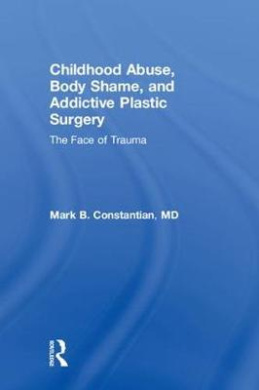 Childhood Abuse,
Body Shame, and
Addictive Plastic
Surgery
The Face of Trauma
Mark B. Constantian, MD
ROUTLEDGE